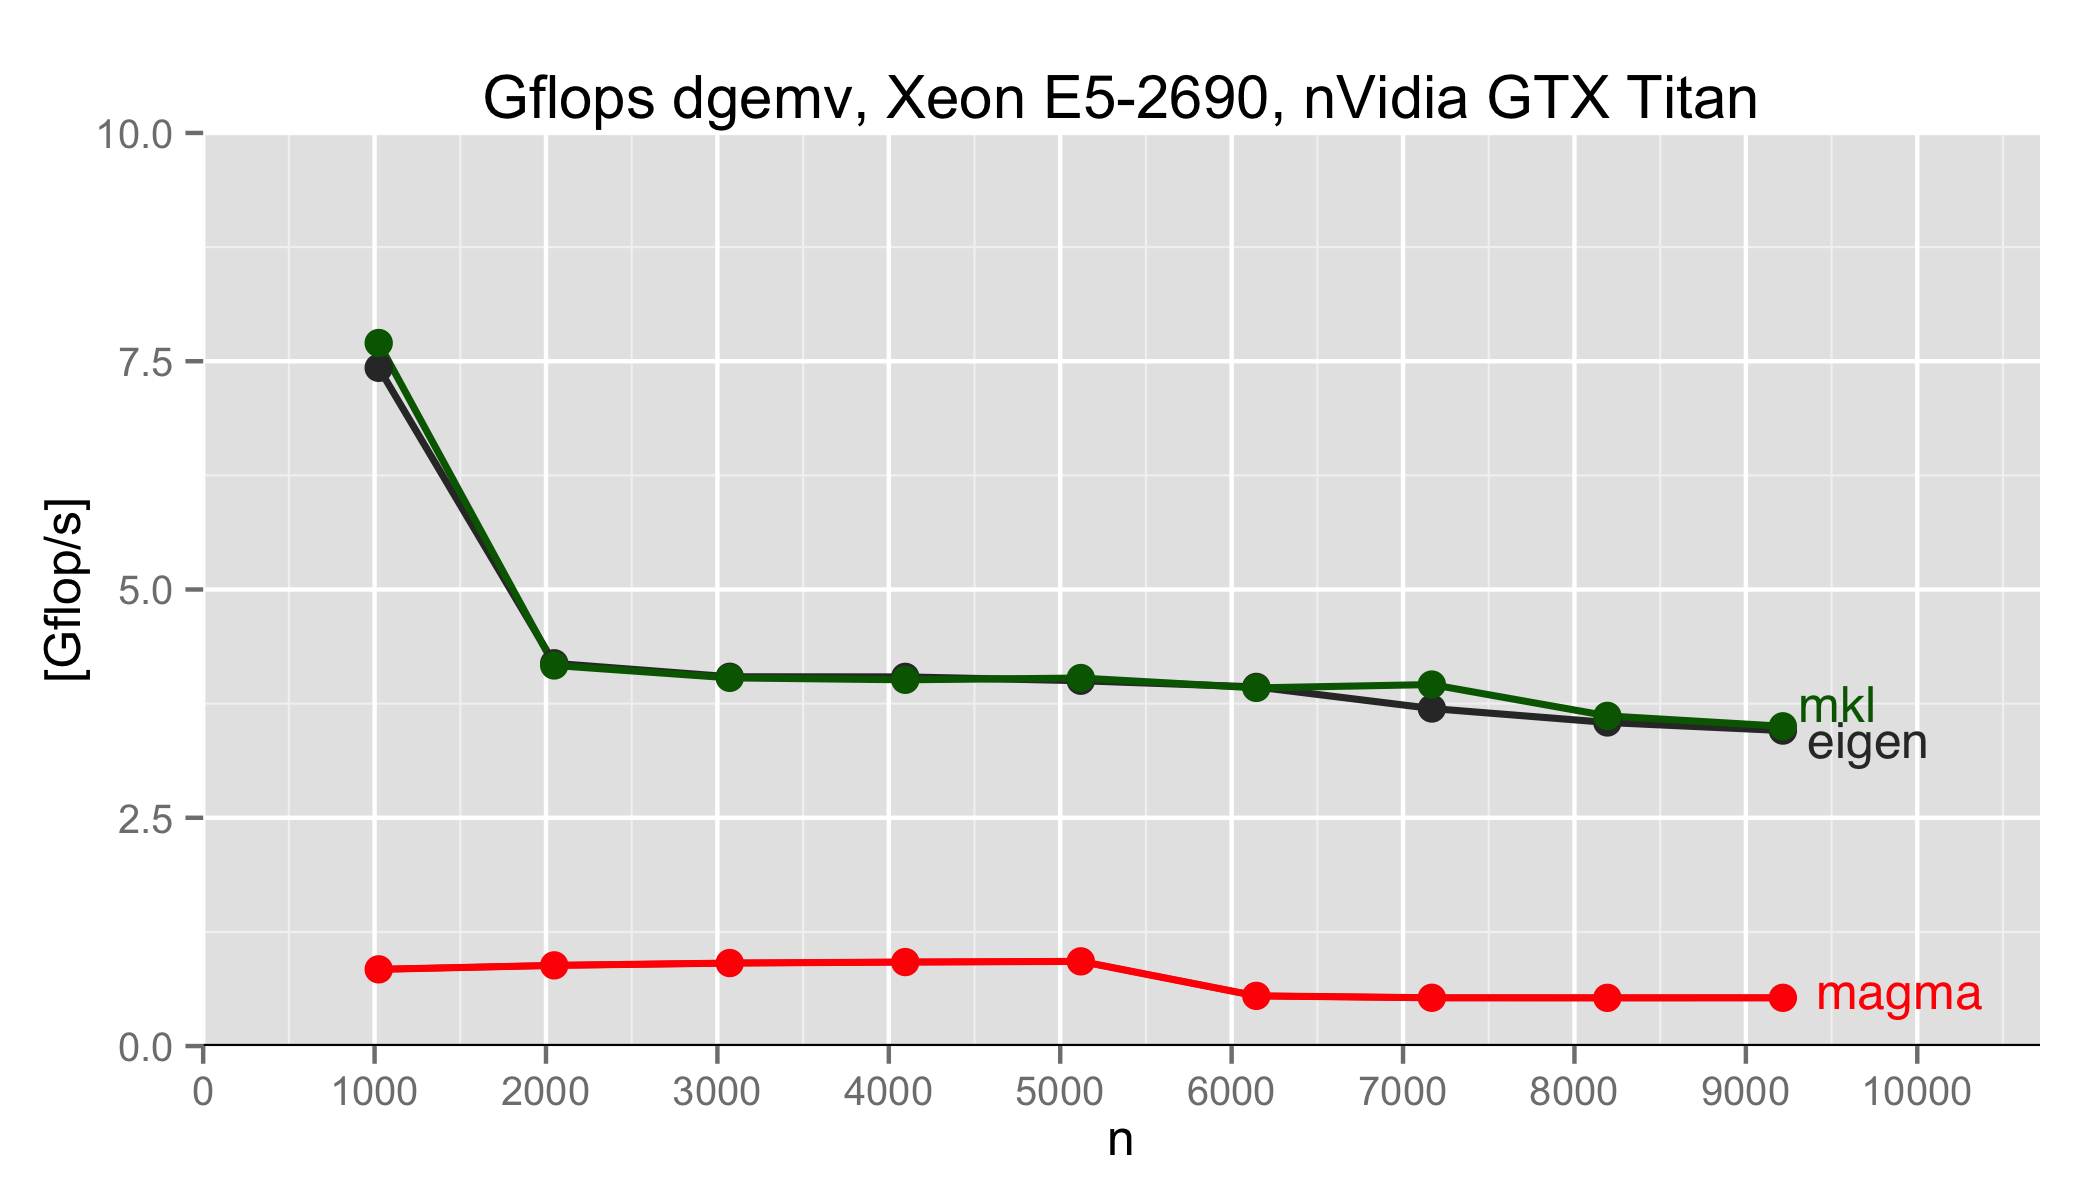 Gflops dgemv, Xeon E5-2690, nVidia GTX Titan
10.0
7.5
5.0
2.5
0.0
[Gflop/s]
mkl
eigen
magma
0 1000 2000 3000 4000 5000 6000 7000 8000 9000 10000
n